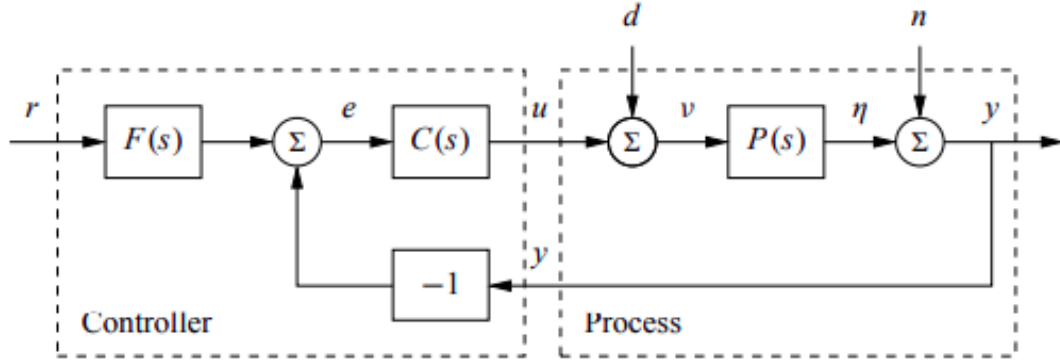 d n
r F(s) Σ e C(s) u Σ v P(s) η Σ y
−1 y
Controller Process